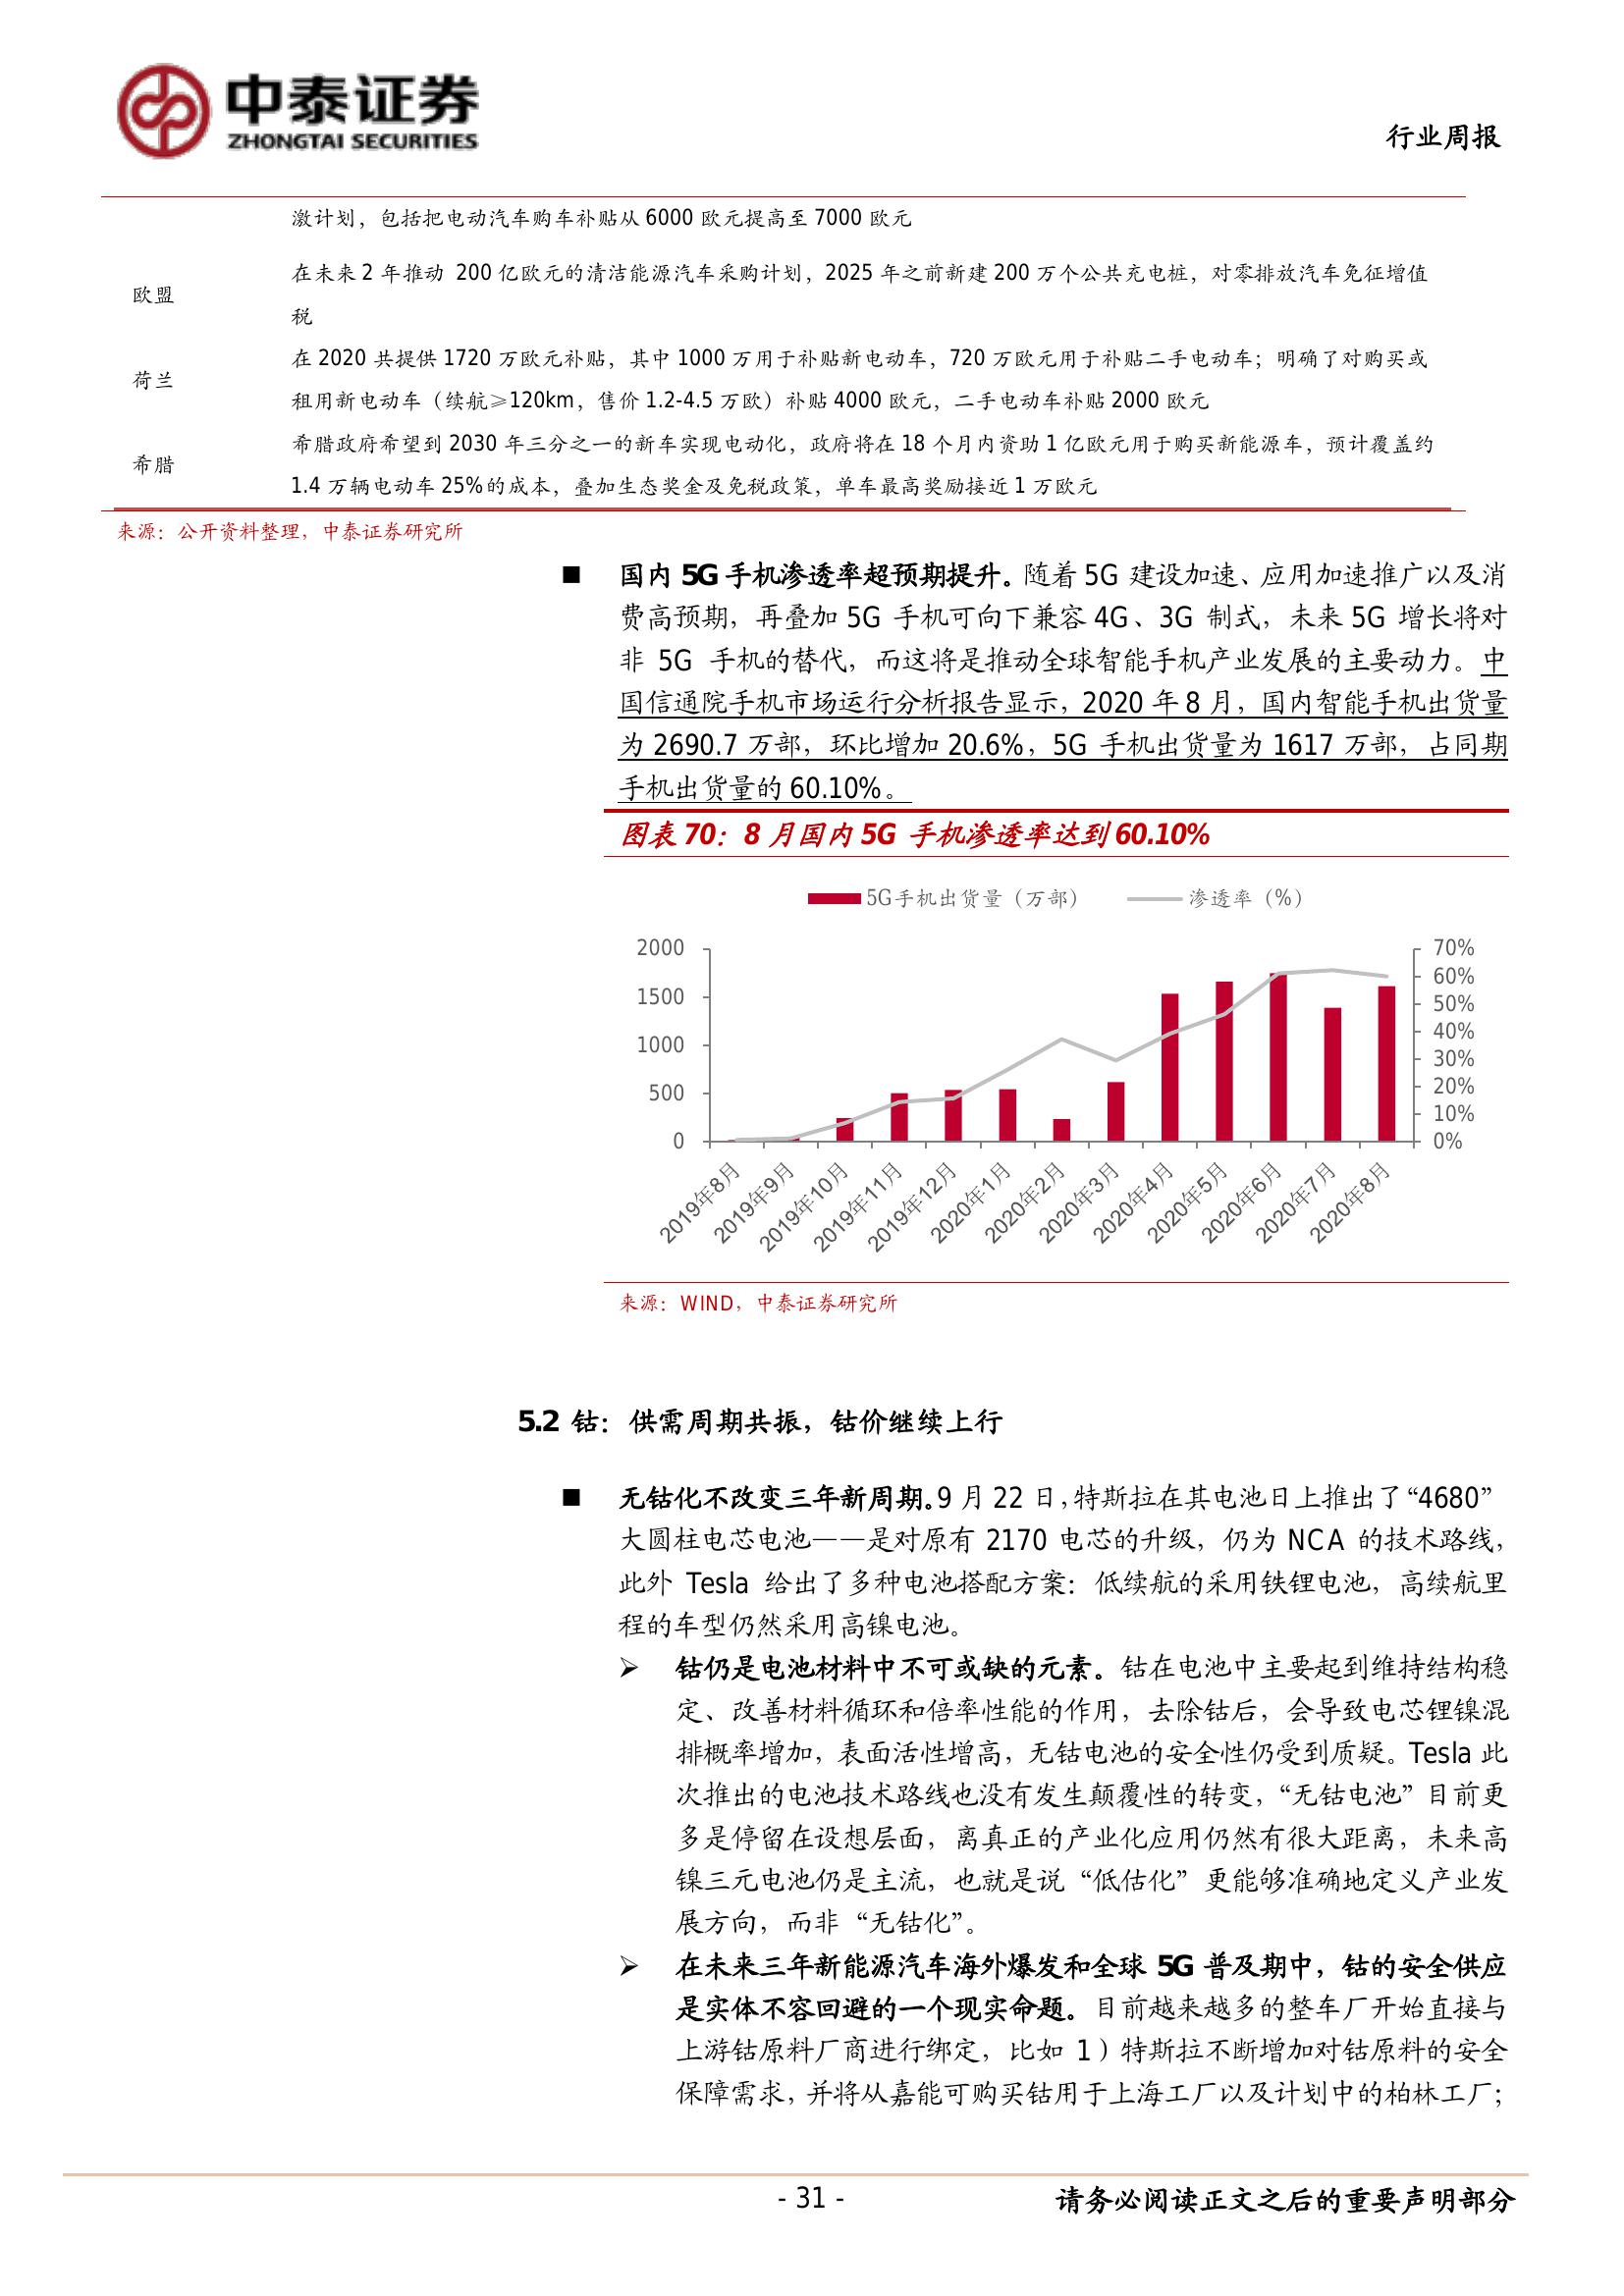 中泰证券
ZHONGTAI SECURITIES
行业周报
激计划，包括把电动汽车购车补贴从 6000 欧元提高至 7000 欧元
欧盟
在未来 2 年推动 200 亿欧元的清洁能源汽车采购计划，2025 年之前新建 200 万个公共充电桩，对零排放汽车免征增值
税
荷兰
在 2020 共提供 1720 万欧元补贴，其中 1000 万用于补贴新电动车，720 万欧元用于补贴二手电动车；明确了对购买或
租用新电动车（续航≥120km，售价 1.2-4.5 万欧）补贴 4000 欧元，二手电动车补贴 2000 欧元
希腊
希腊政府希望到 2030 年三分之一的新车实现电动化，政府将在 18 个月内资助 1 亿欧元用于购买新能源车，预计覆盖约
1.4 万辆电动车 25%的成本，叠加生态奖金及免税政策，单车最高奖励接近 1 万欧元
来源：公开资料整理，中泰证券研究所
■ 国内 5G 手机渗透率超预期提升。随着 5G 建设加速、应用加速推广以及消
费高预期，再叠加 5G 手机可向下兼容 4G、3G 制式，未来 5G 增长将对
非 5G 手机的替代，而这将是推动全球智能手机产业发展的主要动力。中
国信通院手机市场运行分析报告显示，2020 年 8 月，国内智能手机出货量
为 2690.7 万部，环比增加 20.6%，5G 手机出货量为 1617 万部，占同期
手机出货量的 60.10%。
图表 70：8 月国内 5G 手机渗透率达到 60.10%
5G手机出货量（万部） 渗透率（%）
2000
1500
1000
500
0
70%
60%
50%
40%
30%
20%
10%
0%
2019年8月
2019年9月
2019年10月
2019年11月
2019年12月
2020年1月
2020年2月
2020年3月
2020年4月
2020年5月
2020年6月
2020年7月
2020年8月
来源：WIND，中泰证券研究所
5.2 钴：供需周期共振，钴价继续上行
■ 无钴化不改变三年新周期。9 月 22 日，特斯拉在其电池日上推出了“4680”
大圆柱电芯电池——是对原有 2170 电芯的升级，仍为 NCA 的技术路线，
此外 Tesla 给出了多种电池搭配方案：低续航的采用铁锂电池，高续航里
程的车型仍然采用高镍电池。
➢ 钴仍是电池材料中不可或缺的元素。钴在电池中主要起到维持结构稳
定、改善材料循环和倍率性能的作用，去除钴后，会导致电芯锂镍混
排概率增加，表面活性增高，无钴电池的安全性仍受到质疑。Tesla 此
次推出的电池技术路线也没有发生颠覆性的转变，“无钴电池”目前更
多是停留在设想层面，离真正的产业化应用仍然有很大距离，未来高
镍三元电池仍是主流，也就是说“低估化”更能够准确地定义产业发
展方向，而非“无钴化”。
➢ 在未来三年新能源汽车海外爆发和全球 5G 普及期中，钴的安全供应
是实体不容回避的一个现实命题。目前越来越多的整车厂开始直接与
上游钴原料厂商进行绑定，比如 1）特斯拉不断增加对钴原料的安全
保障需求，并将从嘉能可购买钴用于上海工厂以及计划中的柏林工厂；
- 31 -
请务必阅读正文之后的重要声明部分